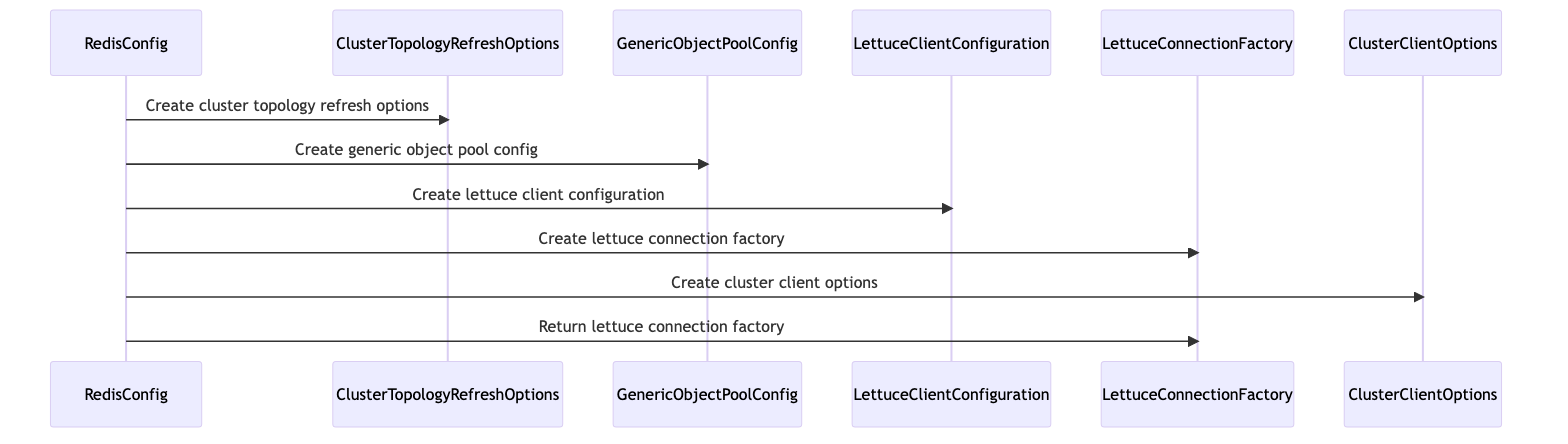 RedisConfig
ClusterTopologyRefreshOptions
GenericObjectPoolConfig
LettuceClientConfiguration
LettuceConnectionFactory
ClusterClientOptions
Create cluster topology refresh options
Create generic object pool config
Create lettuce client configuration
Create lettuce connection factory
Create cluster client options
Return lettuce connection factory
RedisConfig
ClusterTopologyRefreshOptions
GenericObjectPoolConfig
LettuceClientConfiguration
LettuceConnectionFactory
ClusterClientOptions